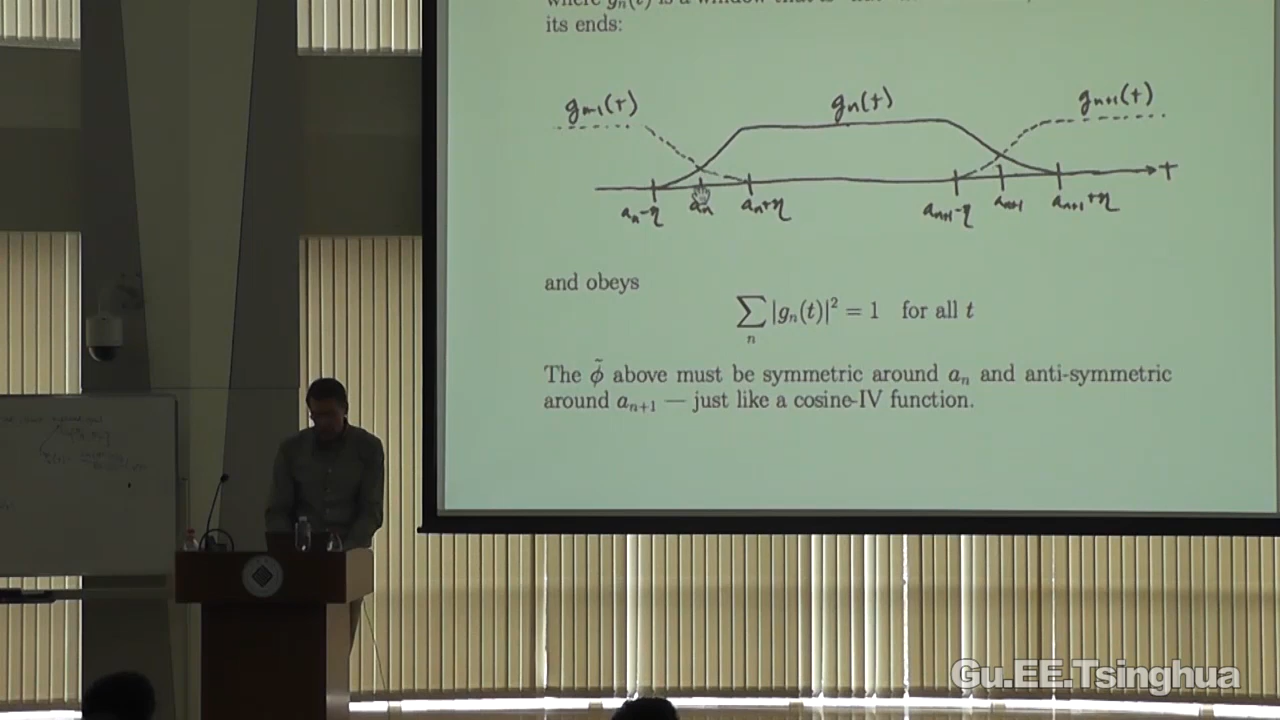 its ends:
gn-1(t) gn(t) gn+1(t)
t
an-η an an+η an+1-η an+1 an+1+η
and obeys
∑n |gn(t)|² = 1 for all t
The φ̃ above must be symmetric around an and anti-symmetric
around an+1 — just like a cosine-IV function.
Gu.EE.Tsinghua